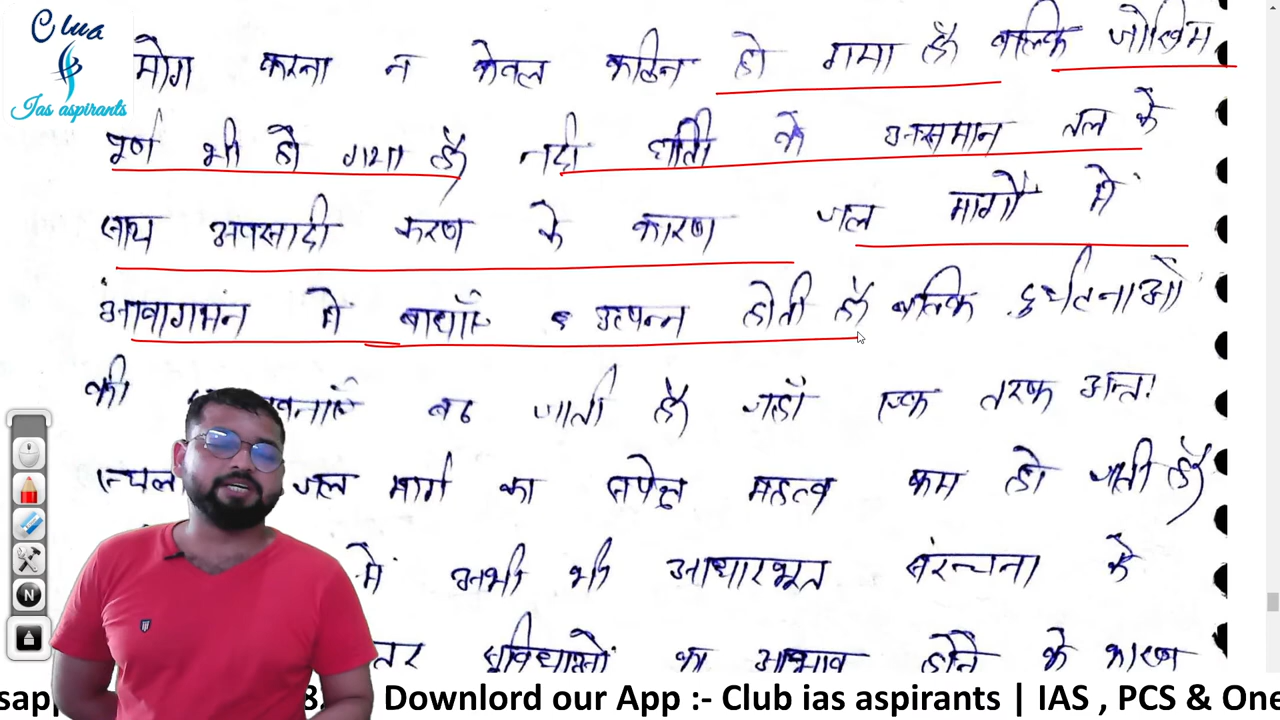 Clua
Ias aspirants
मोग करना न केवल कठिन हो गया है बल्कि जोखिम
पूर्ण भी हो गया है नदी घाटी के असमान तल के
साथ अवसादी करण के कारण जल मार्गों में
आवागमन में बाधाएँ उत्पन्न होती है बल्कि दुर्घटनाओ
की बढ जाती है जहाँ एक तरफ अन्तः
जल मार्ग का सापेक्ष महत्व कम हो जाती है
में अभी भी आधारभूत संरचना के
सुविधाओं का अभाव होने के कारण
Downlord our App :- Club ias aspirants | IAS , PCS & One
N